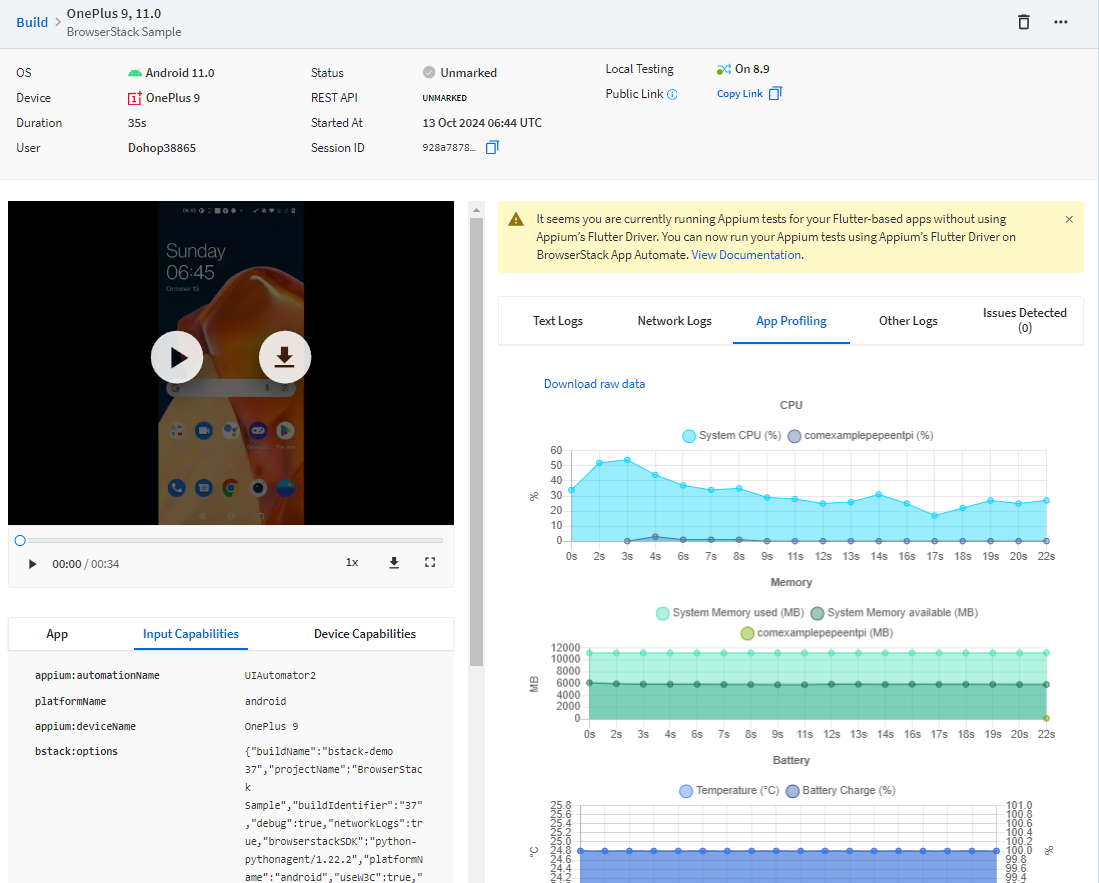 Build
OnePlus 9, 11.0
BrowserStack Sample
OS
Android 11.0
Device
OnePlus 9
Duration
35s
User
Dohop38865
Status
Unmarked
REST API
UNMARKED
Started At
13 Oct 2024 06:44 UTC
Session ID
928a7878…
Local Testing
On 8.9
Public Link
Copy Link
Sunday
06:45
October 13
00:00 / 00:34
1x
App
Input Capabilities
Device Capabilities
appium:automationName
UIAutomator2
platformName
android
appium:deviceName
OnePlus 9
bstack:options
{"buildName":"bstack-demo
37","projectName":"BrowserStac
k
Sample","buildIdentifier":"37"
,"debug":true,"networkLogs":tr
ue,"browserstackSDK":"python-
pythonagent/1.22.2","platformN
ame":"android","useW3C":true,"
It seems you are currently running Appium tests for your Flutter-based apps without using
Appium's Flutter Driver. You can now run your Appium tests using Appium's Flutter Driver on
BrowserStack App Automate. View Documentation.
Text Logs
Network Logs
App Profiling
Other Logs
Issues Detected
(0)
Download raw data
CPU
System CPU (%)
comexamplepepeentpi (%)
%
60
50
40
30
20
10
0
0s 2s 3s 4s 6s 7s 8s 9s 11s 12s 13s 14s 16s 17s 18s 19s 20s 22s
Memory
System Memory used (MB)
System Memory available (MB)
comexamplepepeentpi (MB)
MB
12000
10000
8000
6000
4000
2000
0
0s 2s 3s 4s 6s 7s 8s 9s 11s 12s 13s 14s 16s 17s 18s 19s 20s 22s
Battery
Temperature (°C)
Battery Charge (%)
°C
25.8
25.6
25.4
25.2
25.0
24.8
24.6
24.4
24.2
101.0
100.8
100.6
100.4
100.2
100.0
99.8
99.6
99.4
%